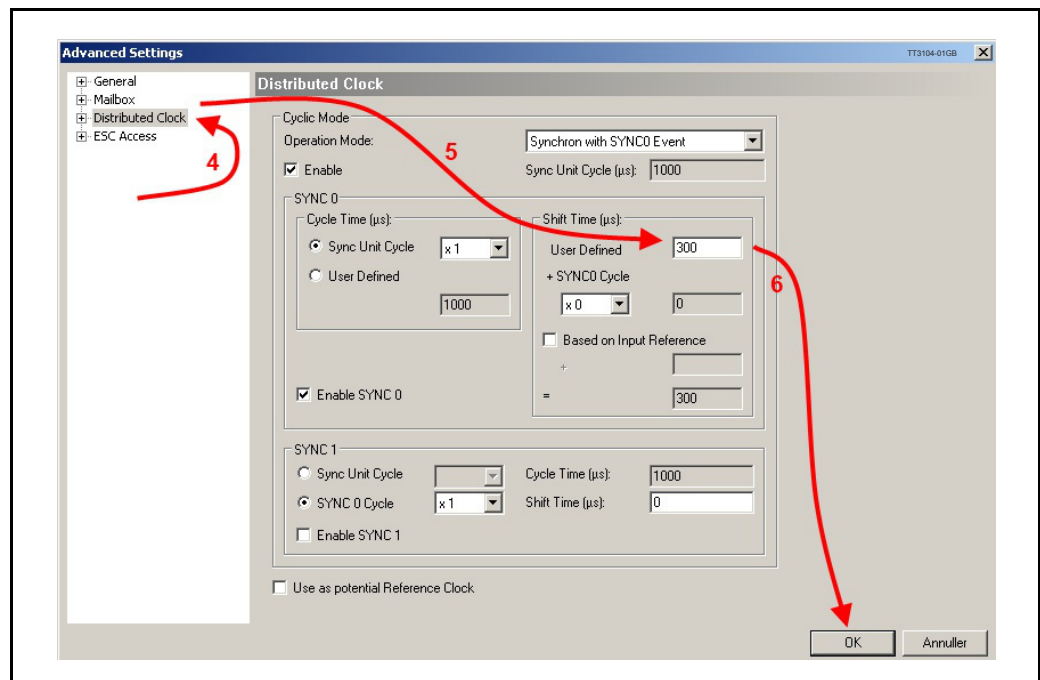 Advanced Settings TT3104-01GB
General
Mailbox
Distributed Clock
ESC Access
4
Distributed Clock
Cyclic Mode
Operation Mode: Synchron with SYNC0 Event
5
Enable Sync Unit Cycle (µs): 1000
SYNC 0
Cycle Time (µs):
Sync Unit Cycle x 1
User Defined
1000
Shift Time (µs):
User Defined 300
+ SYNC0 Cycle
x 0 0
Based on Input Reference
+
= 300
6
Enable SYNC 0
SYNC 1
Sync Unit Cycle Cycle Time (µs): 1000
SYNC 0 Cycle x 1 Shift Time (µs): 0
Enable SYNC 1
Use as potential Reference Clock
OK Annuller